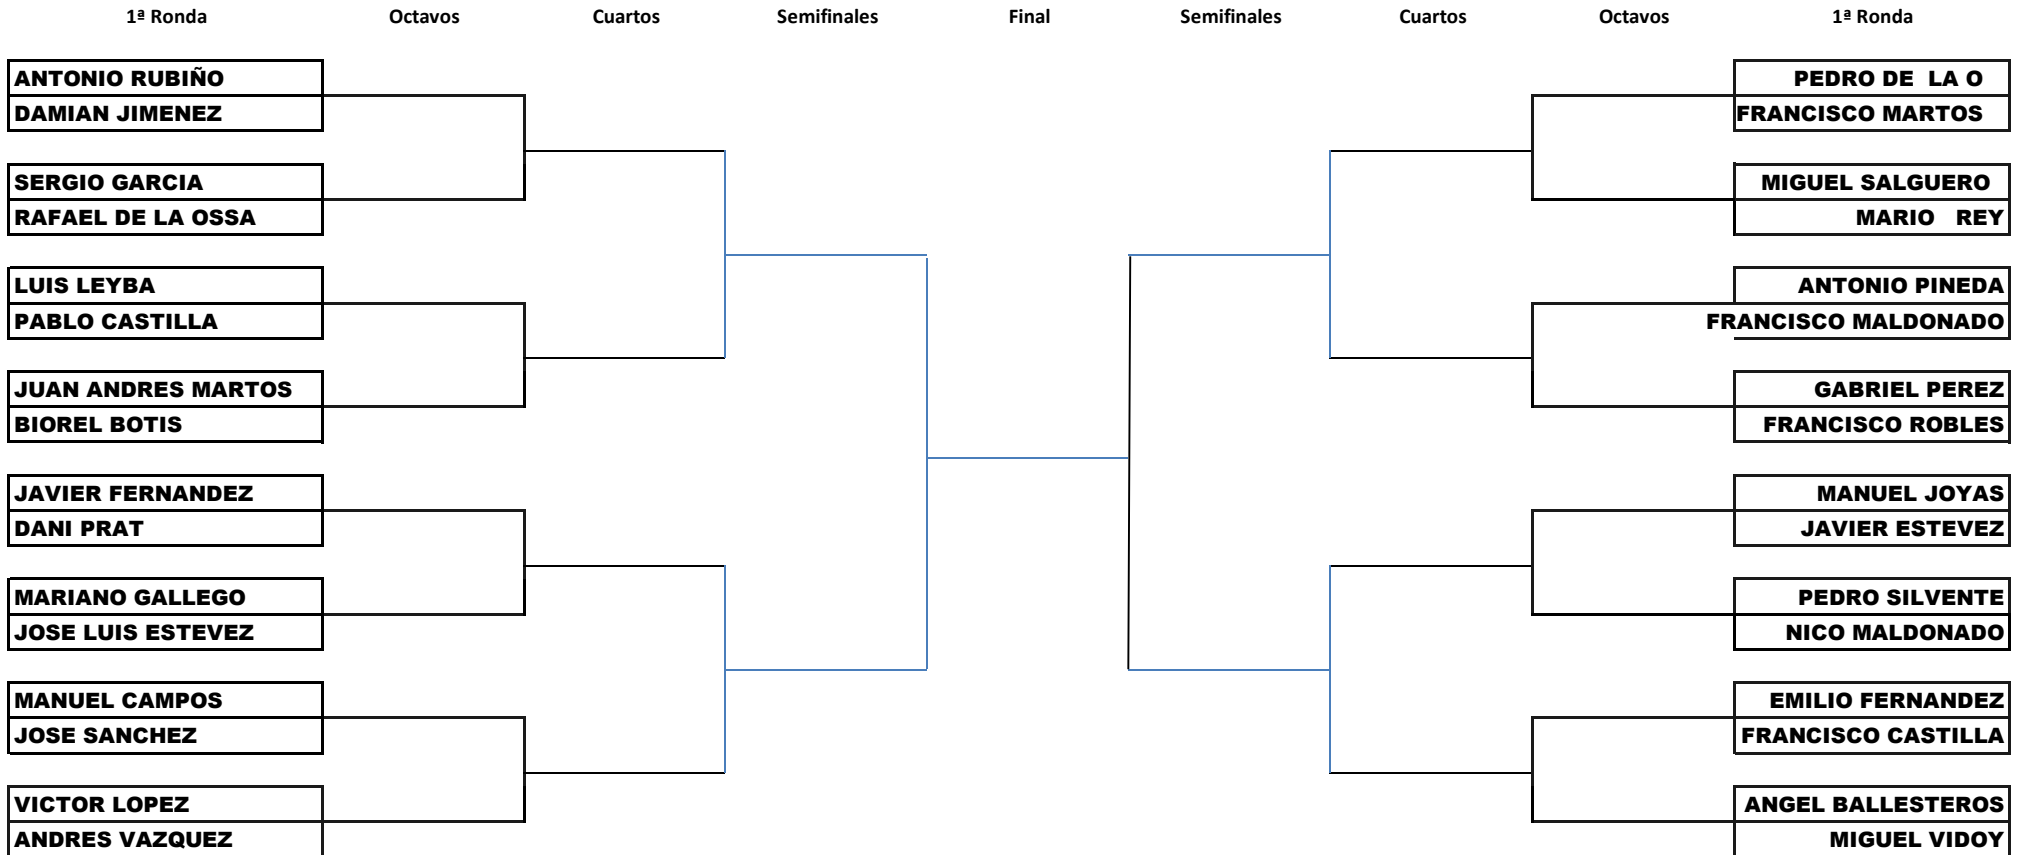 1ª Ronda Octavos Cuartos Semifinales Final Semifinales Cuartos Octavos 1ª Ronda
ANTONIO RUBIÑO
DAMIAN JIMENEZ
SERGIO GARCIA
RAFAEL DE LA OSSA
LUIS LEYBA
PABLO CASTILLA
JUAN ANDRES MARTOS
BIOREL BOTIS
JAVIER FERNANDEZ
DANI PRAT
MARIANO GALLEGO
JOSE LUIS ESTEVEZ
MANUEL CAMPOS
JOSE SANCHEZ
VICTOR LOPEZ
ANDRES VAZQUEZ
PEDRO DE LA O
FRANCISCO MARTOS
MIGUEL SALGUERO
MARIO REY
ANTONIO PINEDA
FRANCISCO MALDONADO
GABRIEL PEREZ
FRANCISCO ROBLES
MANUEL JOYAS
JAVIER ESTEVEZ
PEDRO SILVENTE
NICO MALDONADO
EMILIO FERNANDEZ
FRANCISCO CASTILLA
ANGEL BALLESTEROS
MIGUEL VIDOY